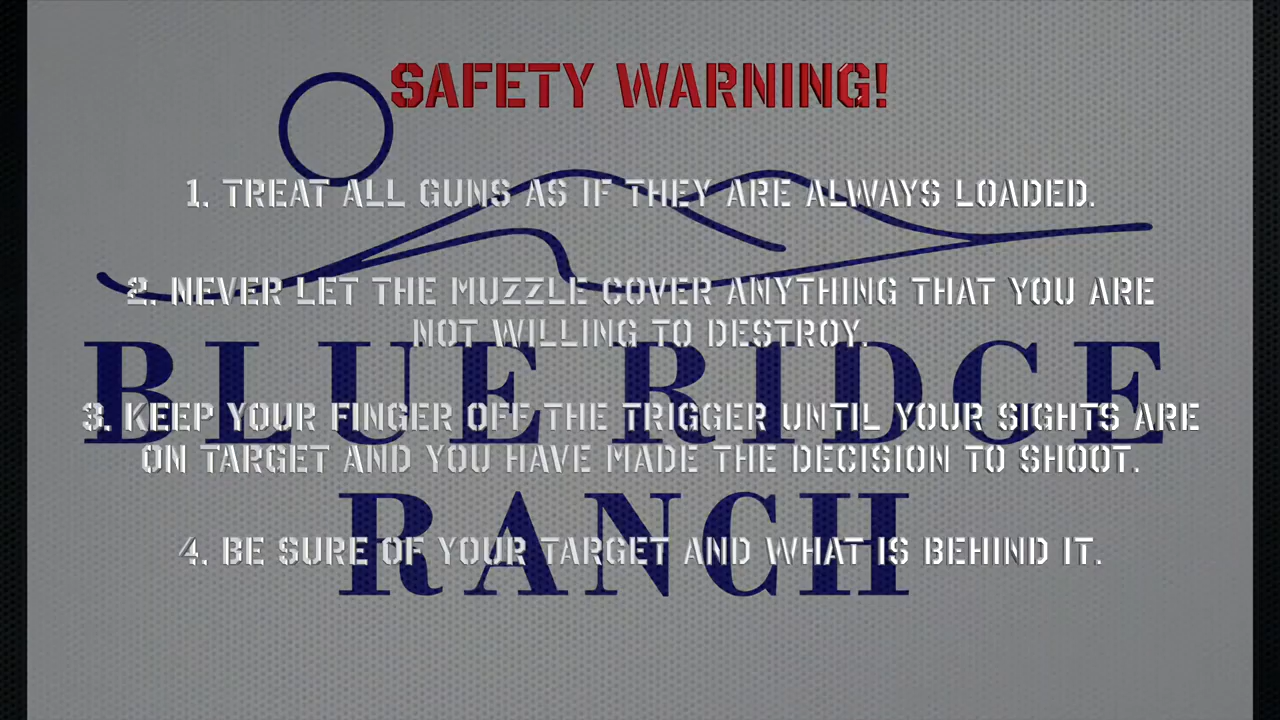 SAFETY WARNING!
1. TREAT ALL GUNS AS IF THEY ARE ALWAYS LOADED.
2. NEVER LET THE MUZZLE COVER ANYTHING THAT YOU ARE
NOT WILLING TO DESTROY.
BLUE RIDGE
3. KEEP YOUR FINGER OFF THE TRIGGER UNTIL YOUR SIGHTS ARE
ON TARGET AND YOU HAVE MADE THE DECISION TO SHOOT.
RANCH
4. BE SURE OF YOUR TARGET AND WHAT IS BEHIND IT.